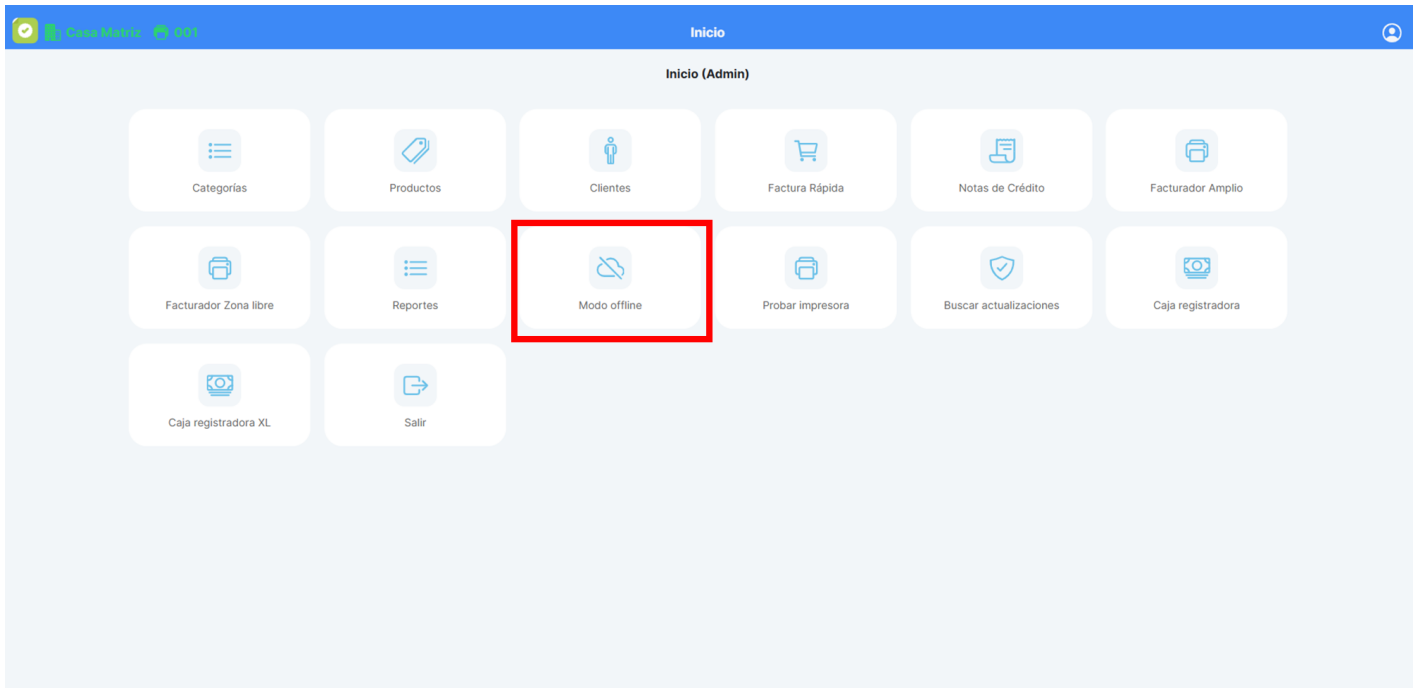 Casa Matriz 001
Inicio
Inicio (Admin)
Categorías
Productos
Clientes
Factura Rápida
Notas de Crédito
Facturador Amplio
Facturador Zona libre
Reportes
Modo offline
Probar impresora
Buscar actualizaciones
Caja registradora
Caja registradora XL
Salir